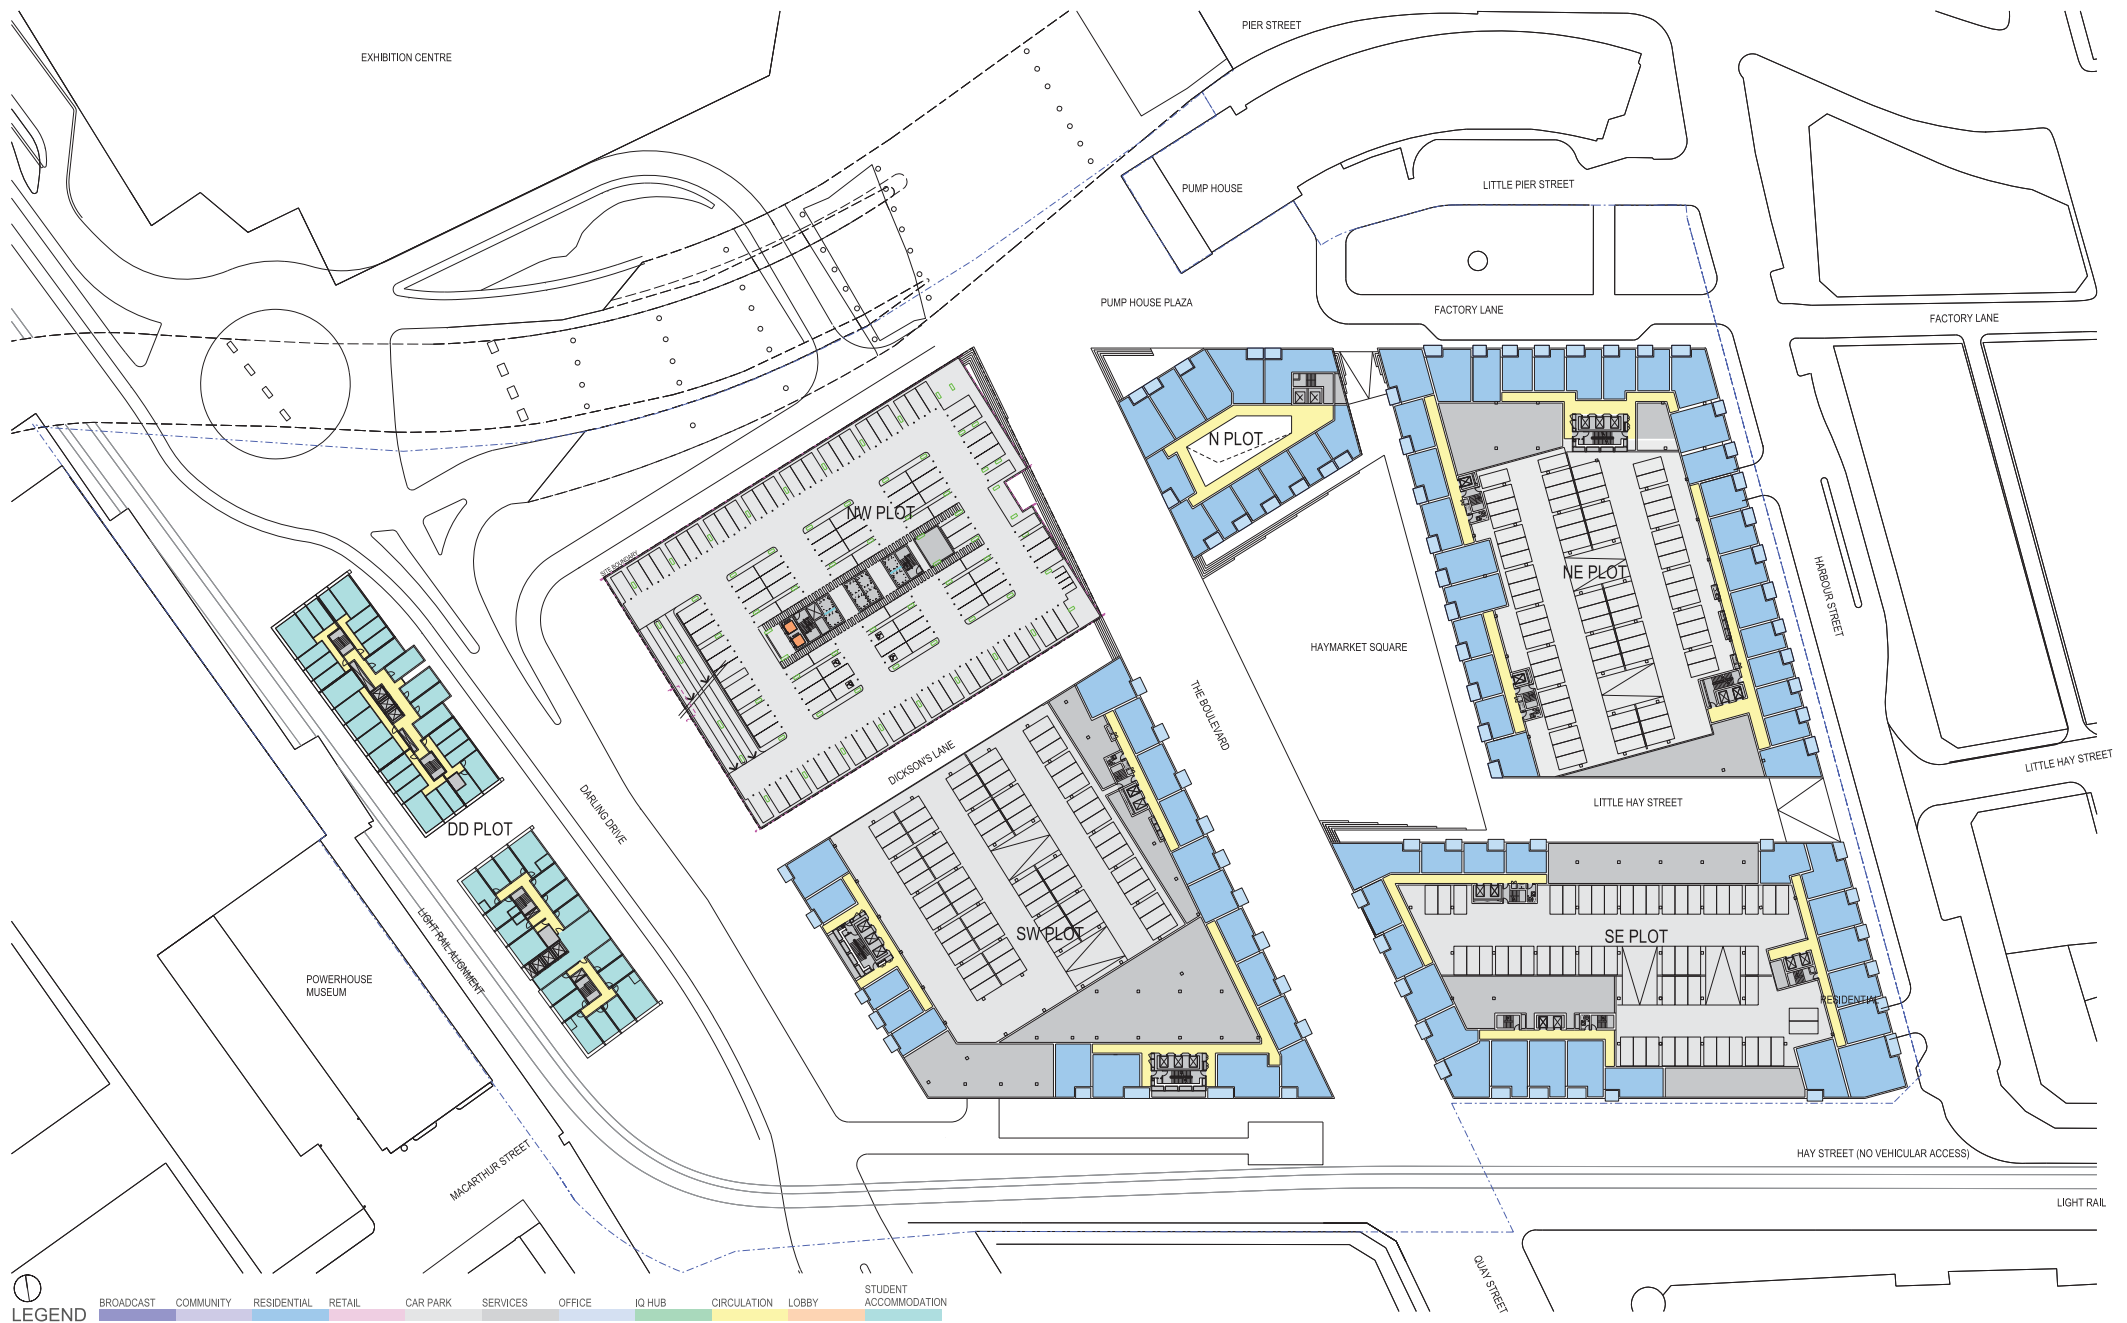 PIER STREET
EXHIBITION CENTRE
LITTLE PIER STREET
PUMP HOUSE
PUMP HOUSE PLAZA
FACTORY LANE
FACTORY LANE
N PLOT
NW PLOT
SITE BOUNDARY
NE PLOT
HARBOUR STREET
HAYMARKET SQUARE
THE BOULEVARD
DICKSON'S LANE
LITTLE HAY STREET
LITTLE HAY STREET
DARLING DRIVE
DD PLOT
SW PLOT
SE PLOT
LIGHT RAIL ALIGNMENT
POWERHOUSE
MUSEUM
RESIDENTIAL
MACARTHUR STREET
HAY STREET (NO VEHICULAR ACCESS)
LIGHT RAIL
QUAY STREET
LEGEND
BROADCAST
COMMUNITY
RESIDENTIAL
RETAIL
CAR PARK
SERVICES
OFFICE
IQ HUB
CIRCULATION
LOBBY
STUDENT
ACCOMMODATION